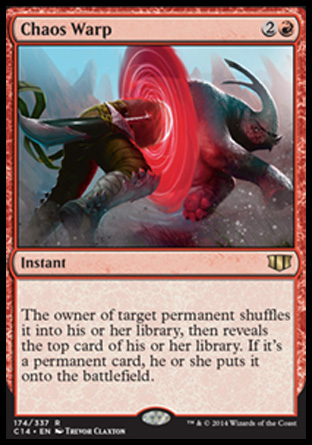 Chaos Warp 2
Instant
The owner of target permanent shuffles
it into his or her library, then reveals
the top card of his or her library. If it's
a permanent card, he or she puts it
onto the battlefield.
174/337 R
C14 • EN TREVOR CLAXTON
™ & © 2014 Wizards of the Coast